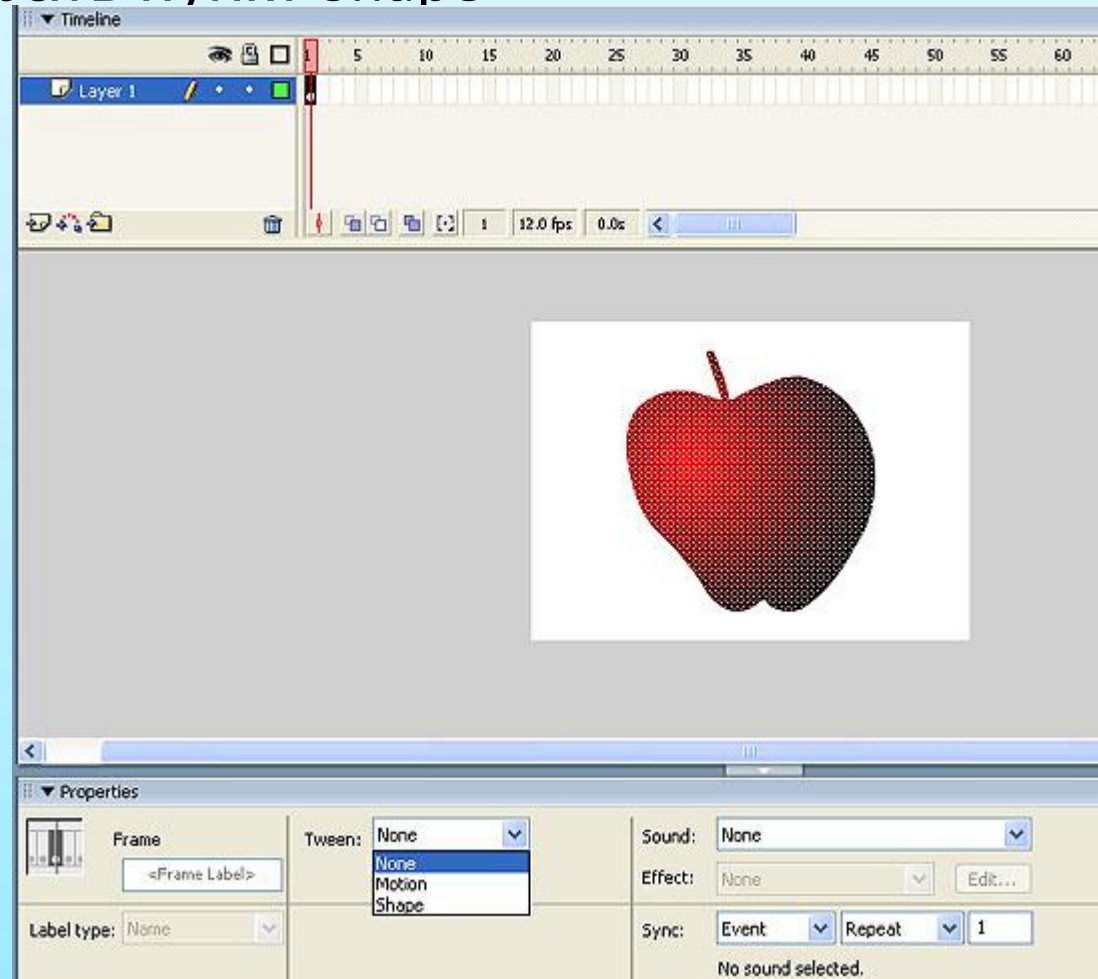 Timeline
1 5 10 15 20 25 30 35 40 45 50 55 60
Layer 1
1 12.0 fps 0.0s
Properties
Frame Tween: None Sound: None
<Frame Label> None Effect: None Edit...
Motion
Shape
Label type: Name Sync: Event Repeat 1
No sound selected.